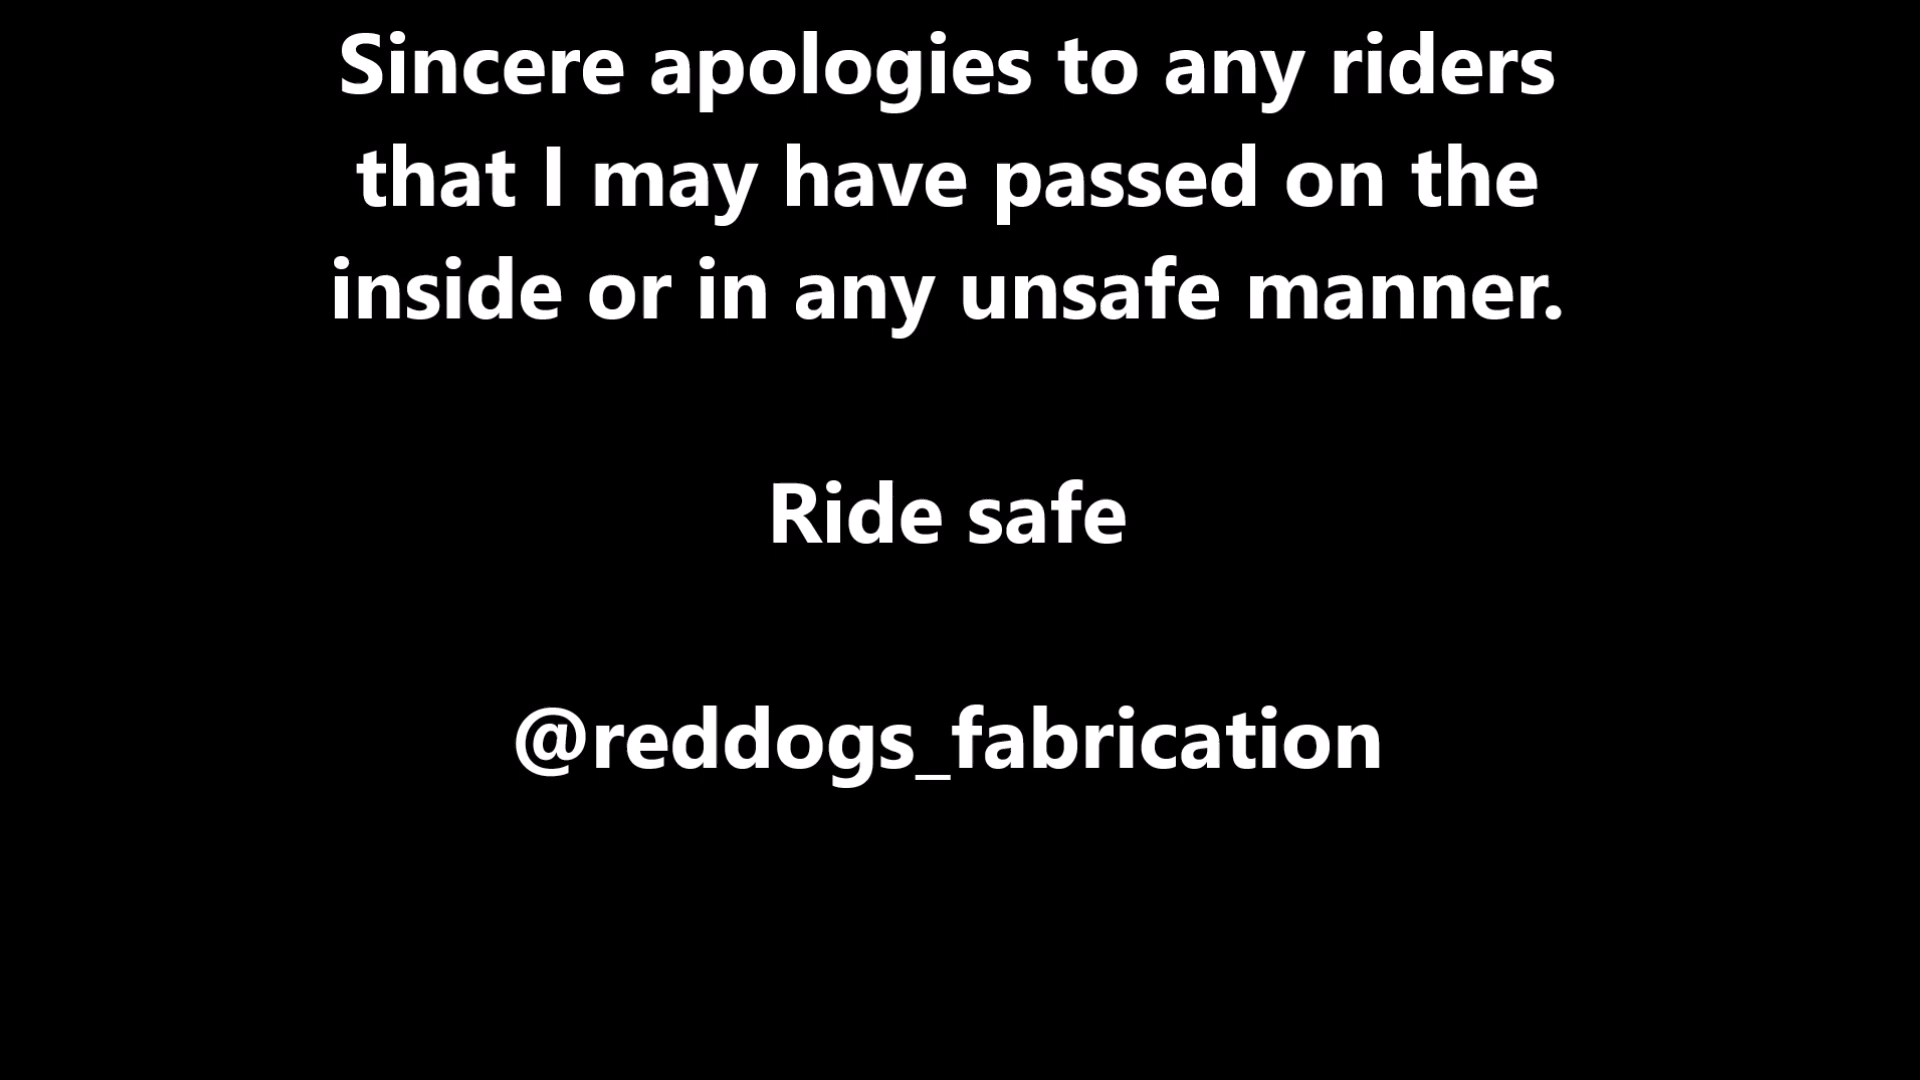 Sincere apologies to any riders
that I may have passed on the
inside or in any unsafe manner.
Ride safe
@reddogs_fabrication